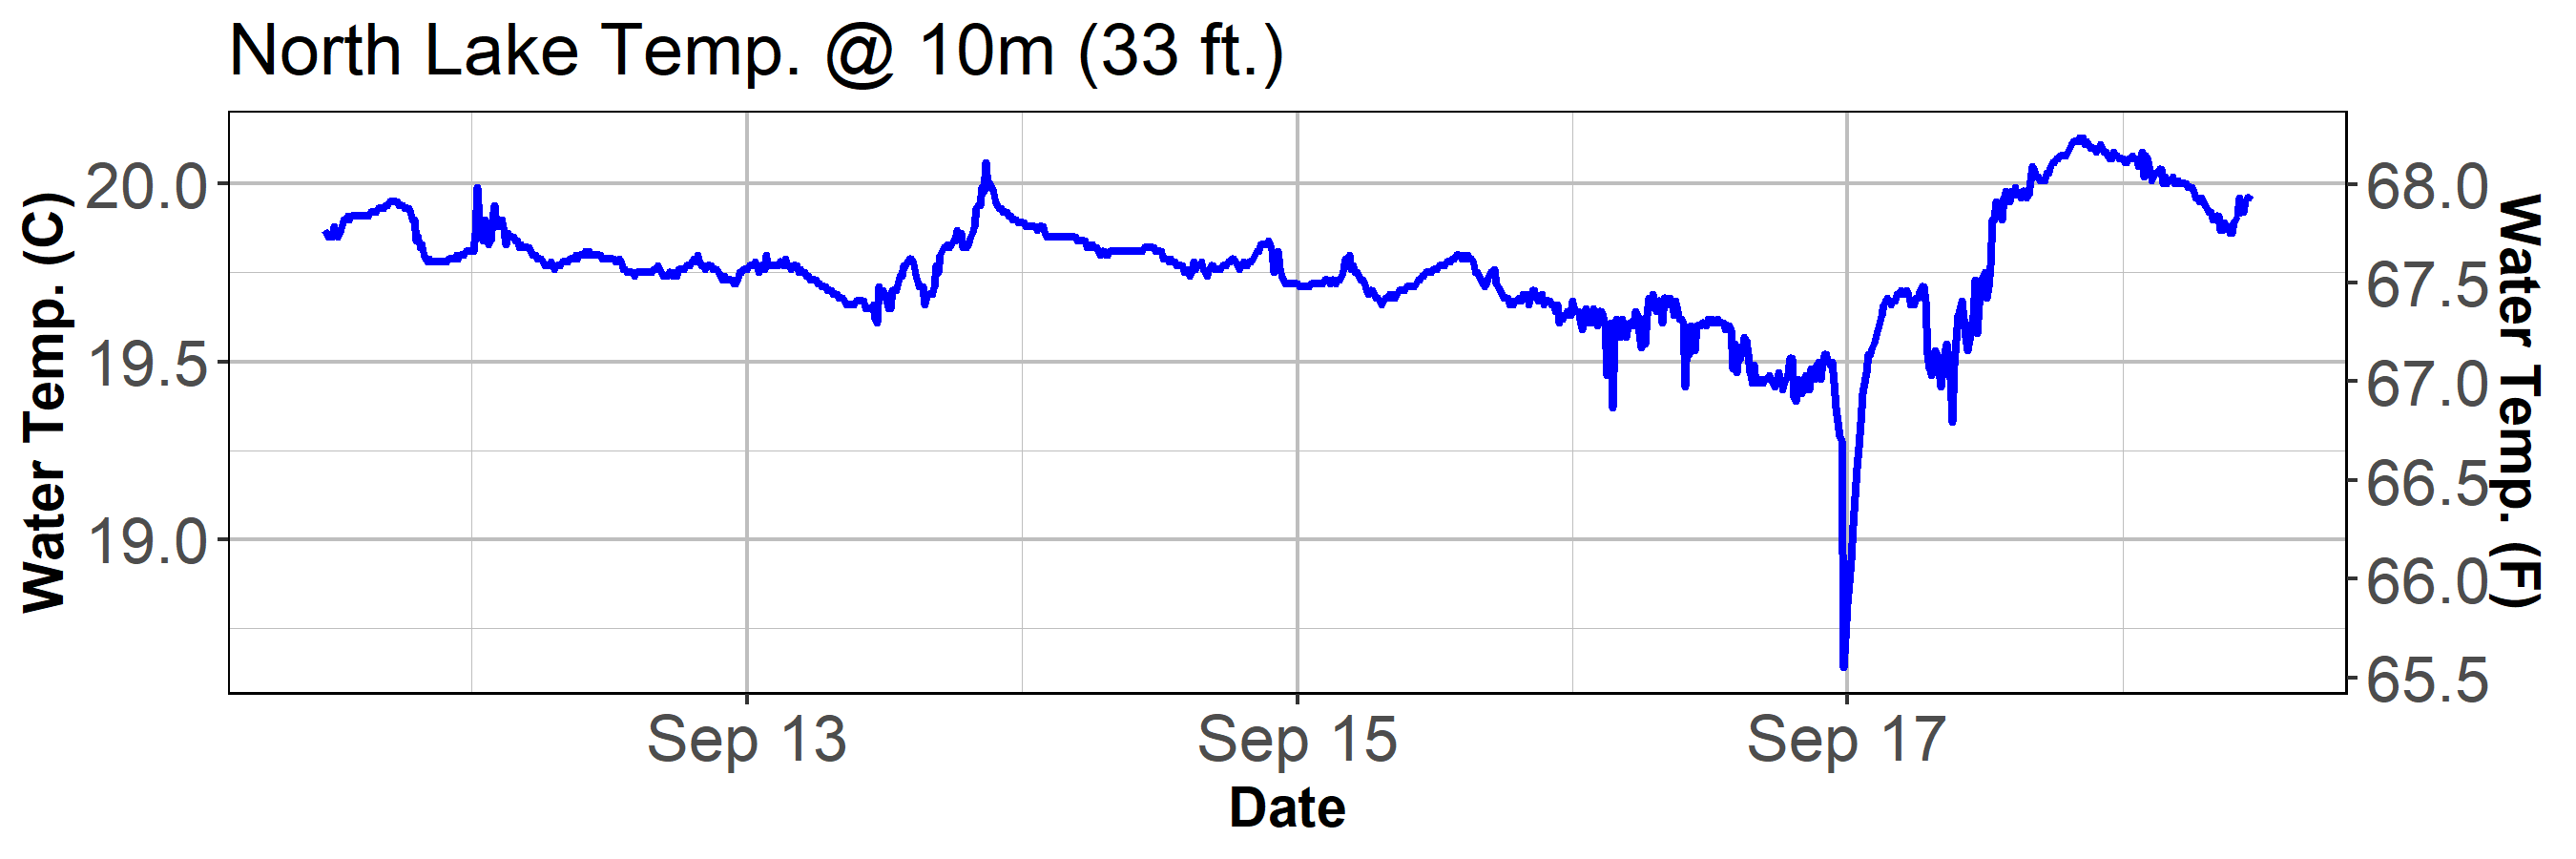 North Lake Temp. @ 10m (33 ft.)
Water Temp. (C)
20.0
19.5
19.0
68.0
67.5
67.0
66.5
66.0
65.5
Water Temp. (F)
Sep 13 Sep 15 Sep 17
Date